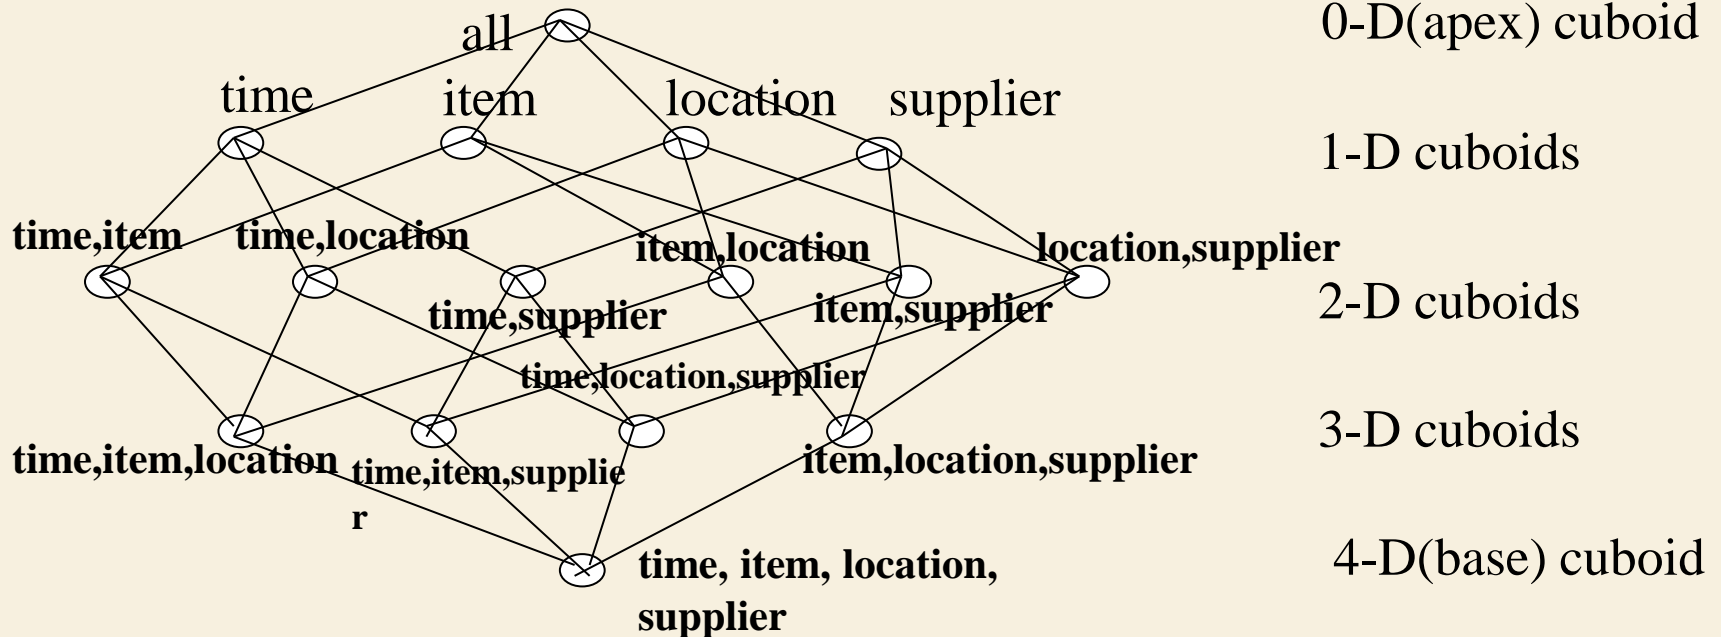 all
0-D(apex) cuboid
time
item
location
supplier
1-D cuboids
time,item
time,location
item,location
location,supplier
time,supplier
item,supplier
2-D cuboids
time,location,supplier
3-D cuboids
time,item,location
time,item,supplie
r
item,location,supplier
time, item, location,
supplier
4-D(base) cuboid